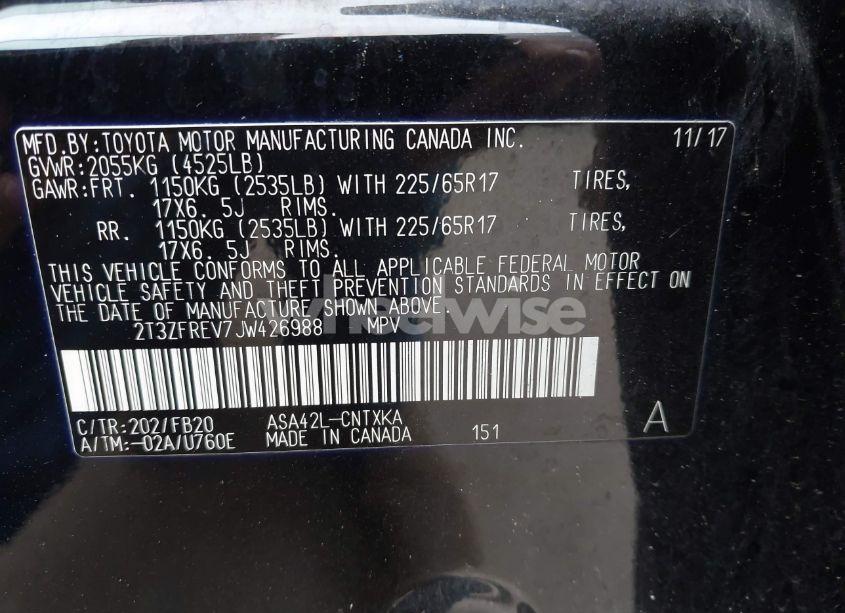 MFD.BY:TOYOTA MOTOR MANUFACTURING CANADA INC. 11/17
GVWR:2055KG (4525LB)
GAWR:FRT. 1150KG (2535LB) WITH 225/65R17 TIRES,
17X6. 5J RIMS.
RR. 1150KG (2535LB) WITH 225/65R17 TIRES,
17X6. 5J RIMS.
THIS VEHICLE CONFORMS TO ALL APPLICABLE FEDERAL MOTOR
VEHICLE SAFETY AND THEFT PREVENTION STANDARDS IN EFFECT ON
THE DATE OF MANUFACTURE SHOWN ABOVE.
wheelwise
2T3ZFREV7JW426988 MPV
C/TR:202/FB20 ASA42L-CNTXKA
A/TM:-02A/U760E MADE IN CANADA 151 A